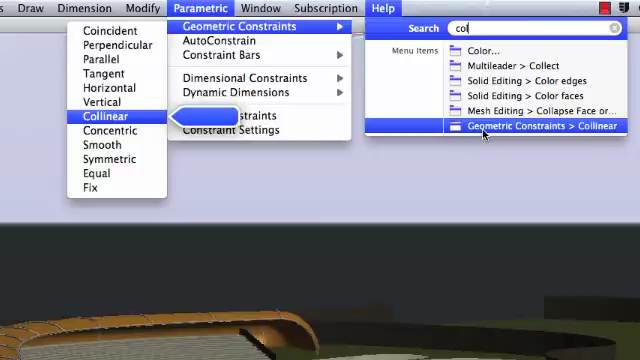 s Draw Dimension Modify Parametric Window Subscription Help
Coincident
Perpendicular
Parallel
Tangent
Horizontal
Vertical
Collinear
Concentric
Smooth
Symmetric
Equal
Fix
Geometric Constraints
AutoConstrain
Constraint Bars
Dimensional Constraints
Dynamic Dimensions
straints
Constraint Settings
Search col
Menu Items
Color...
Multileader > Collect
Solid Editing > Color edges
Solid Editing > Color faces
Mesh Editing > Collapse Face or...
Geometric Constraints > Collinear